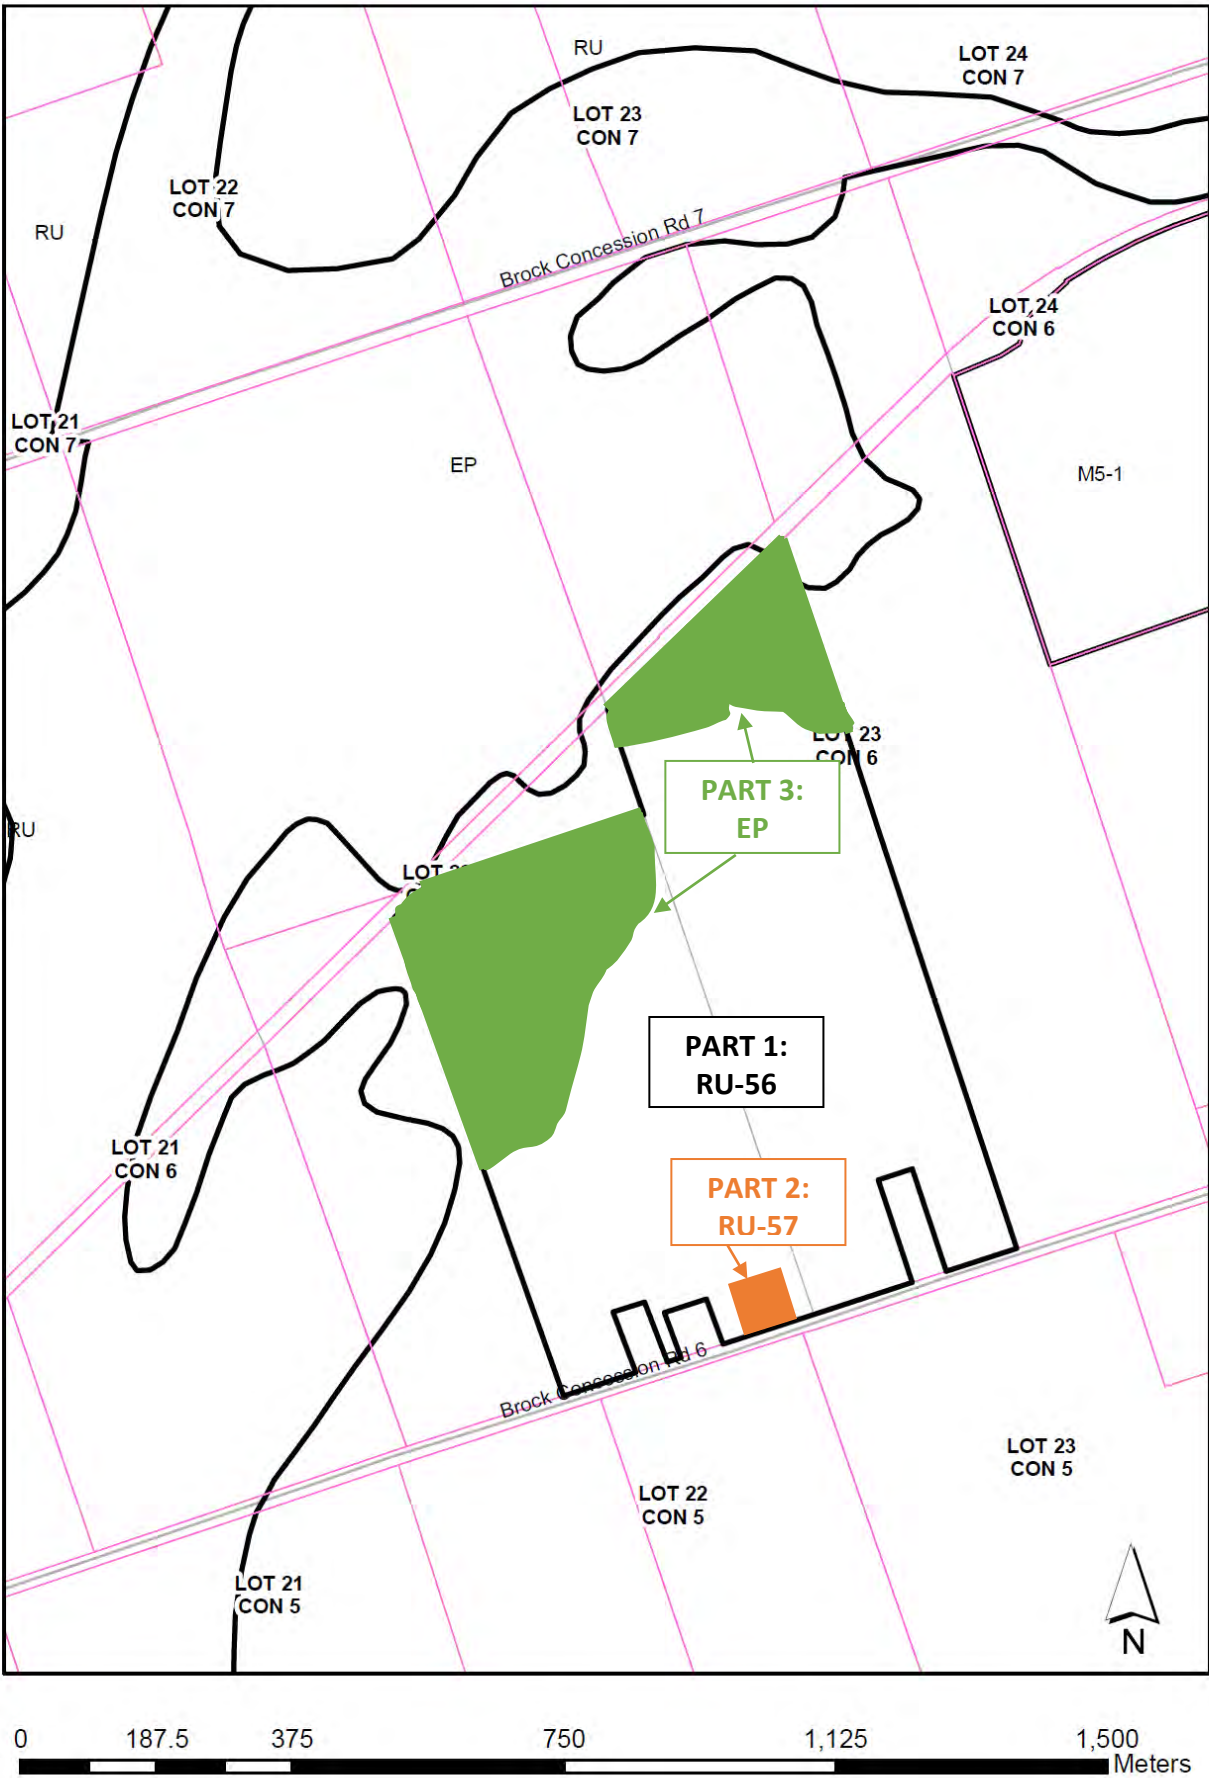 RU
LOT 24
CON 7
LOT 23
CON 7
LOT 22
CON 7
RU
Brock Concession Rd 7
LOT 24
CON 6
LOT 21
CON 7
EP
M5-1
LOT 23
CON 6
PART 3:
EP
RU
LOT
PART 1:
RU-56
LOT 21
CON 6
PART 2:
RU-57
Brock Concession Rd 6
LOT 23
CON 5
LOT 22
CON 5
LOT 21
CON 5
N
0 187.5 375 750 1,125 1,500
Meters